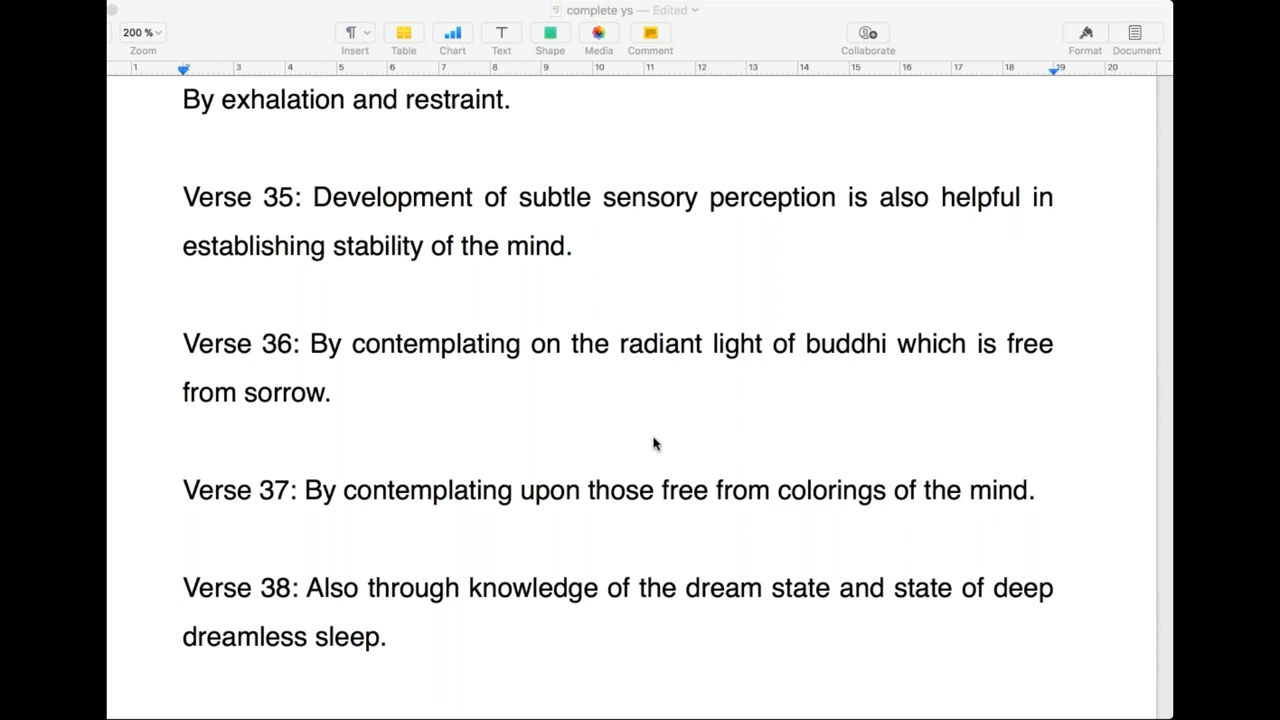 complete ys — Edited
200 %
Zoom
Insert
Table
Chart
Text
Shape
Media
Comment
Collaborate
Format
Document
1 2 3 4 5 6 7 8 9 10 11 12 13 14 15 16 17 18 19 20
By exhalation and restraint.
Verse 35: Development of subtle sensory perception is also helpful in
establishing stability of the mind.
Verse 36: By contemplating on the radiant light of buddhi which is free
from sorrow.
Verse 37: By contemplating upon those free from colorings of the mind.
Verse 38: Also through knowledge of the dream state and state of deep
dreamless sleep.